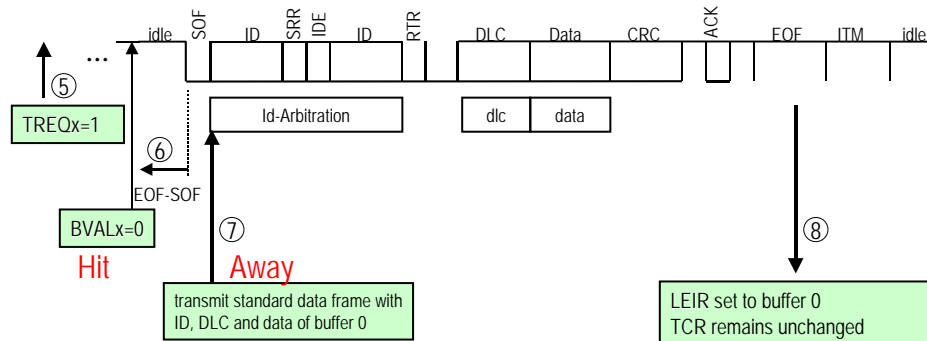 idle SOF ID SRR IDE ID RTR DLC Data CRC ACK EOF ITM idle
...
⑤
TREQx=1
Id-Arbitration dlc data
⑥
EOF-SOF
BVALx=0
⑦
⑧
Hit Away
transmit standard data frame with
ID, DLC and data of buffer 0
LEIR set to buffer 0
TCR remains unchanged